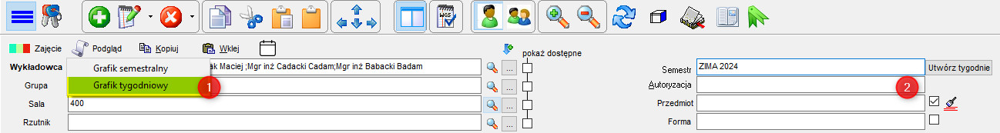 WGS
Zajęcie Podgląd Kopiuj Wklej
pokaż dostępne
Wykładowca ak Maciej ;Mgr inż Cadacki Cadam;Mgr inż Babacki Badam ...
Grafik semestralny
Grafik tygodniowy 1
Grupa ...
Sala 400 ...
Rzutnik ...
Semestr ZIMA 2024 Utwórz tygodnie
Autoryzacja 2
Przedmiot
Forma